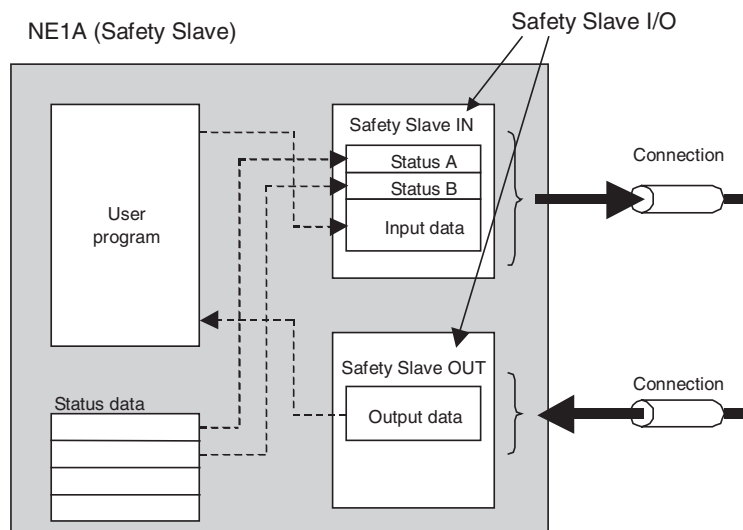 NE1A (Safety Slave)
Safety Slave I/O
User
program
Safety Slave IN
Status A
Status B
Input data
Connection
Safety Slave OUT
Output data
Connection
Status data